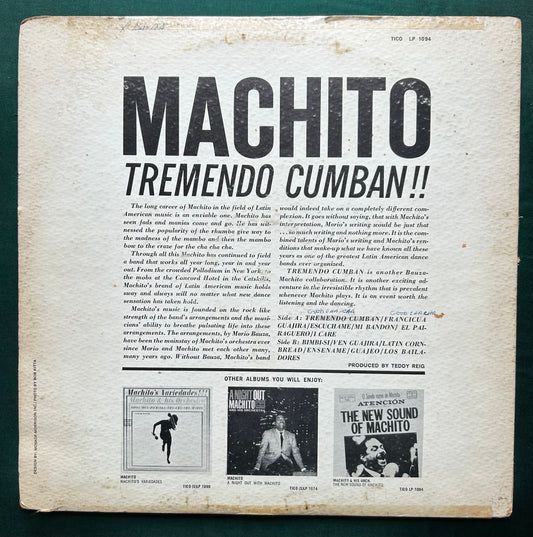 TICO LP 1094
MACHITO
TREMENDO CUMBAN!!
The long career of Machito in the field of Latin
American music is an enviable one. Machito has
seen fads and manias come and go. He has wit-
nessed the popularity of the rhumba give way to
the madness of the mambo and then the mambo
bow to the craze for the cha cha cha.
Through all this Machito has continued to field
a band that works all year long, year in and year
out. From the crowded Palladium in New York, to
the mobs at the Concord Hotel in the Catskills,
Machito's brand of Latin American music holds
sway and always will no matter what new dance
sensation has taken hold.
Machito's music is founded on the rock like
strength of the band's arrangements and the musi-
cians' ability to breathe pulsating life into these
arrangements. The arrangements, by Mario Bauza,
have been the mainstay of Machito's orchestra ever
since Mario and Machito met each other many,
many years ago. Without Bauza, Machito's band
would indeed take on a completely different com-
plexion. It goes without saying, that with Machito's
interpretation, Mario's writing would be just that
...so much writing and nothing more. It is the com-
bined talents of Mario's writing and Machito's ren-
ditions that make-up what we have known all these
years as one of the greatest Latin American dance
bands ever organized.
TREMENDO CUMBAN is another Bauza-
Machito collaboration. It is another exciting ad-
venture in the irresistible rhythm that is prevalent
whenever Machito plays. It is an event worth the
listening and the dancing.
Side A: TREMENDO CUMBAN/FRANCICUA
GUAJIRA/ESCUCHAME/MI BANDON/ EL PAI-
RAGUERO/I CARE
Side B: BIMBISI/VEN GUAJIRA/LATIN CORN-
BREAD/ENSENAME/GUAJEO/LOS BAILA-
DORES
PRODUCED BY TEDDY REIG
OTHER ALBUMS YOU WILL ENJOY:
Machito's Variedades!!!
Machito & his Orchestra
MACHITO
MACHITO'S VARIEDADES
TICO (S)LP 1090
A NIGHT OUT
MACHITO
MACHITO
A NIGHT OUT WITH MACHITO
TICO (S)LP 1074
ATENCIÓN
THE NEW SOUND
OF MACHITO
MACHITO & HIS ORCH.
THE NEW SOUND OF MACHITO
TICO LP 1084